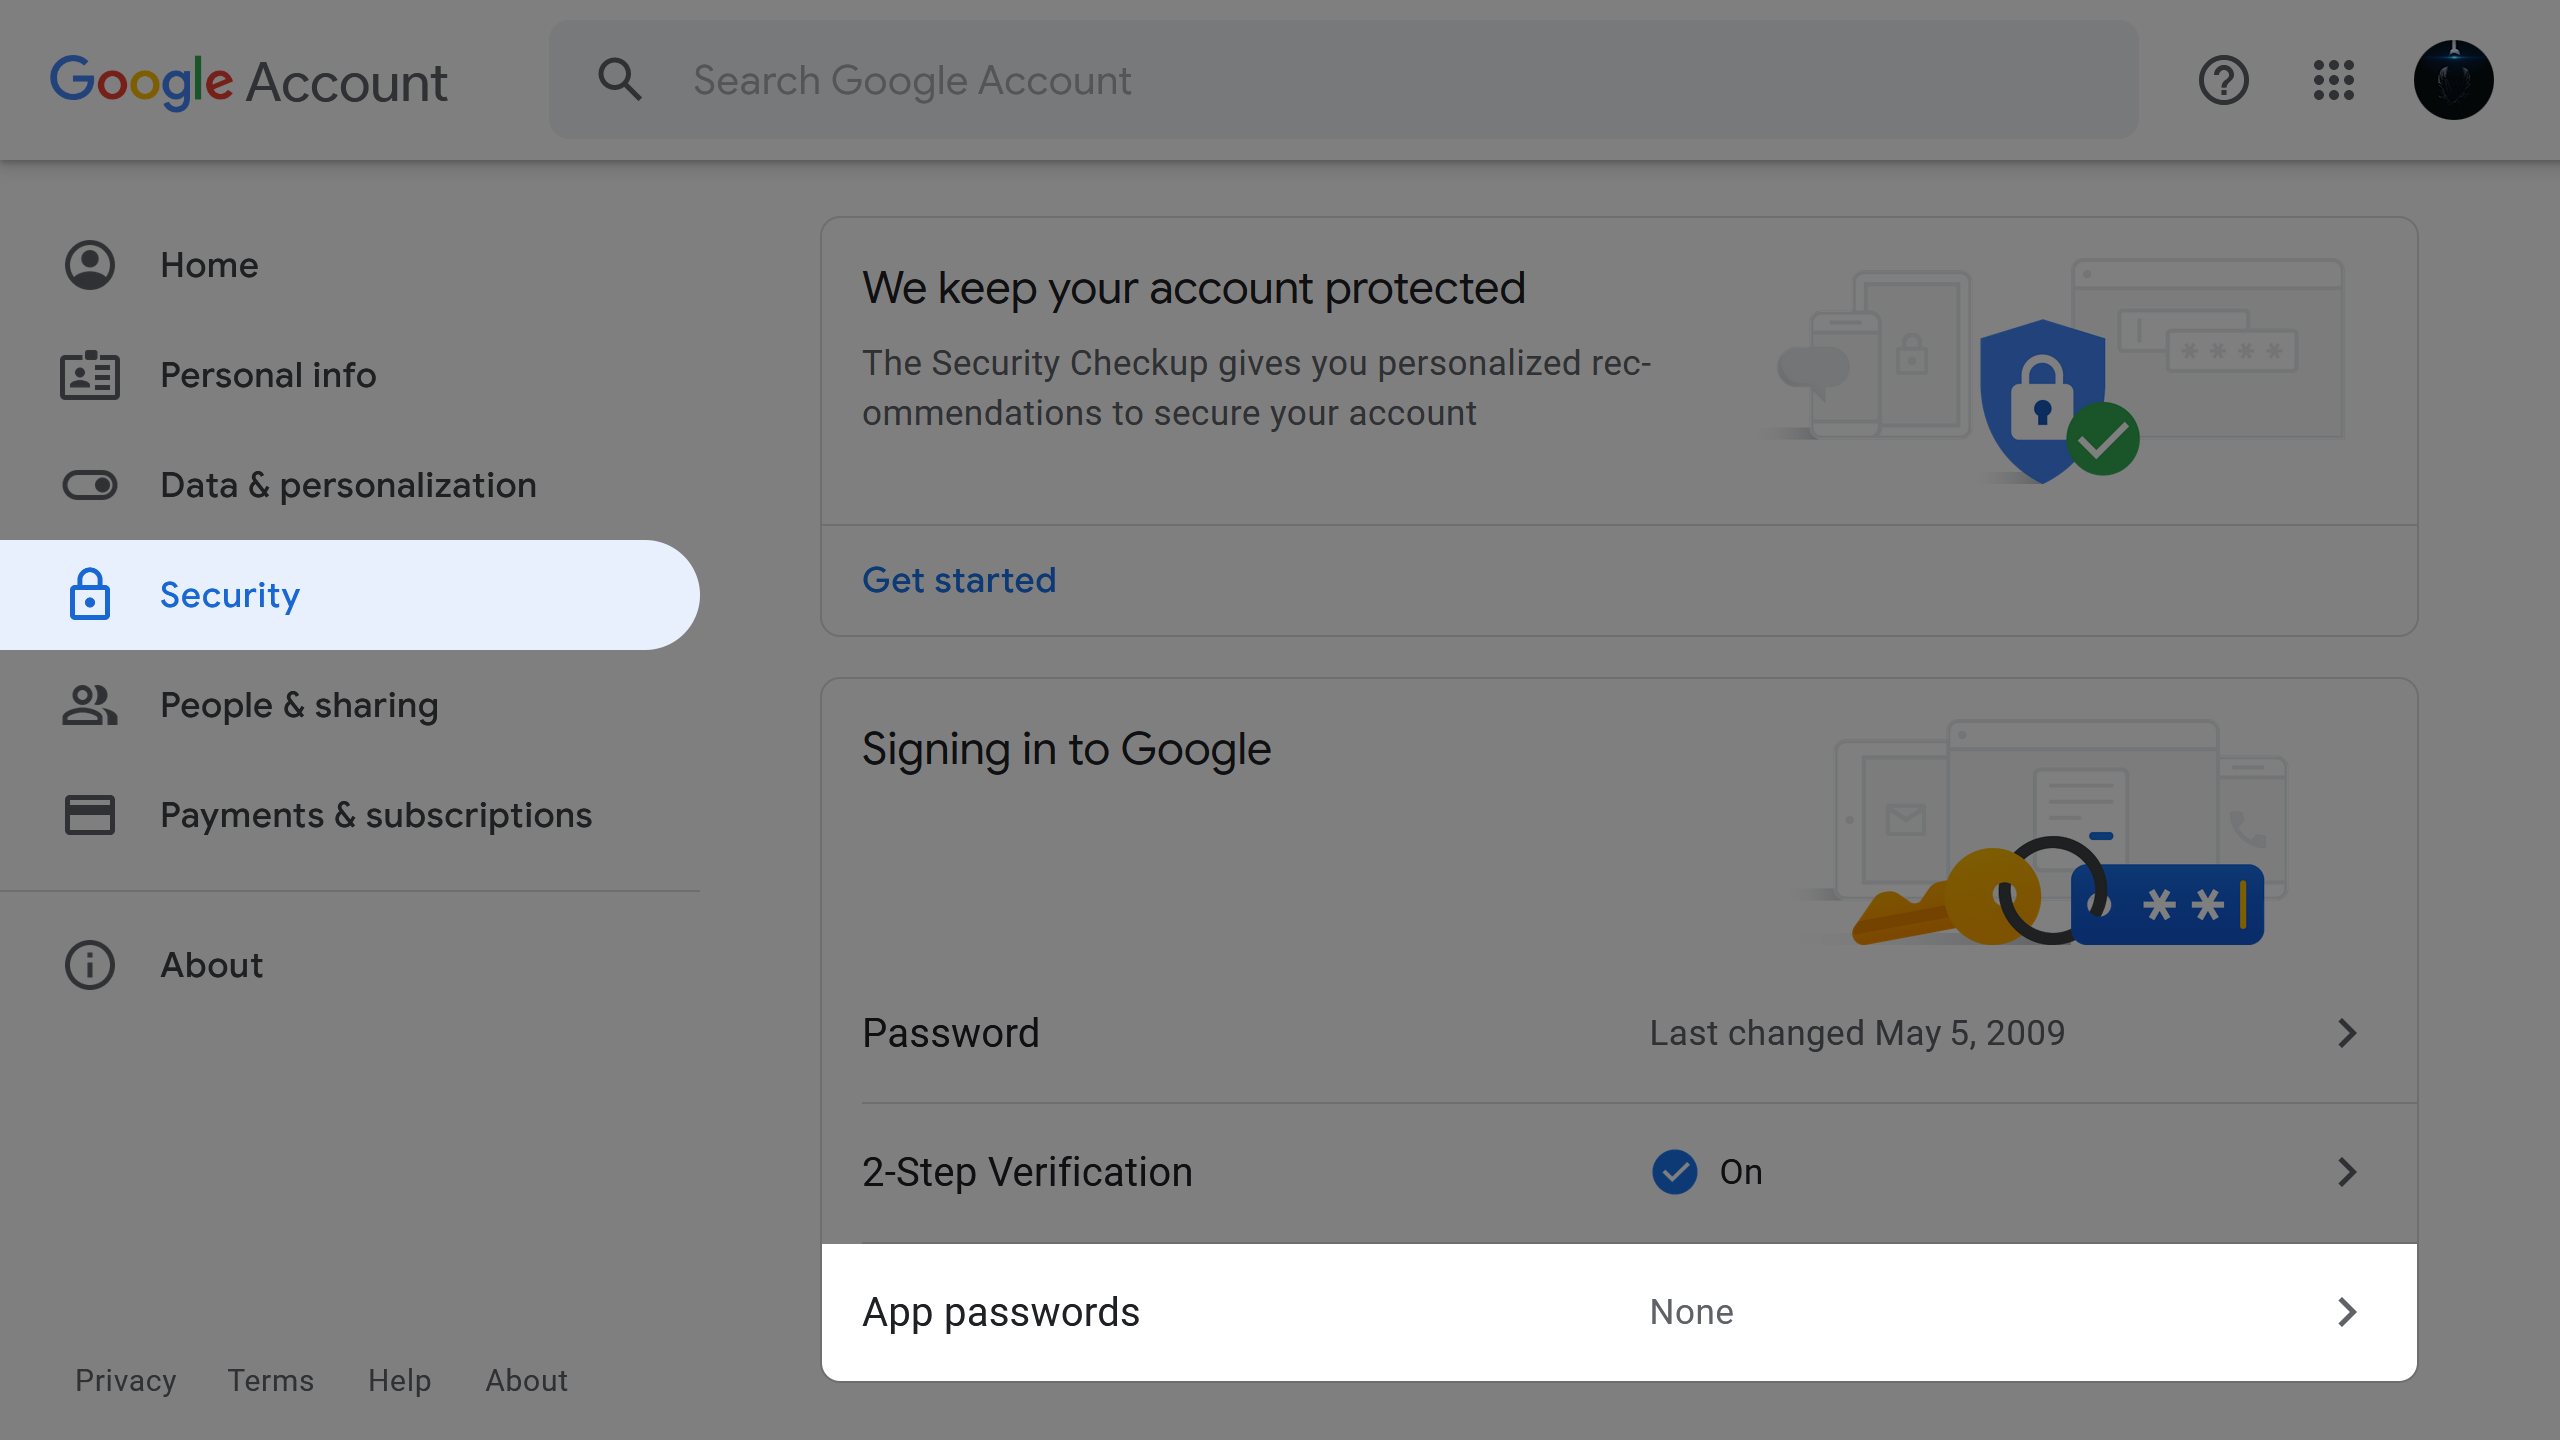 Google Account
Search Google Account
Home
Personal info
Data & personalization
Security
People & sharing
Payments & subscriptions
About
Privacy Terms Help About
We keep your account protected
The Security Checkup gives you personalized rec-
ommendations to secure your account
* * * *
Get started
Signing in to Google
* * |
Password Last changed May 5, 2009
2-Step Verification On
App passwords None